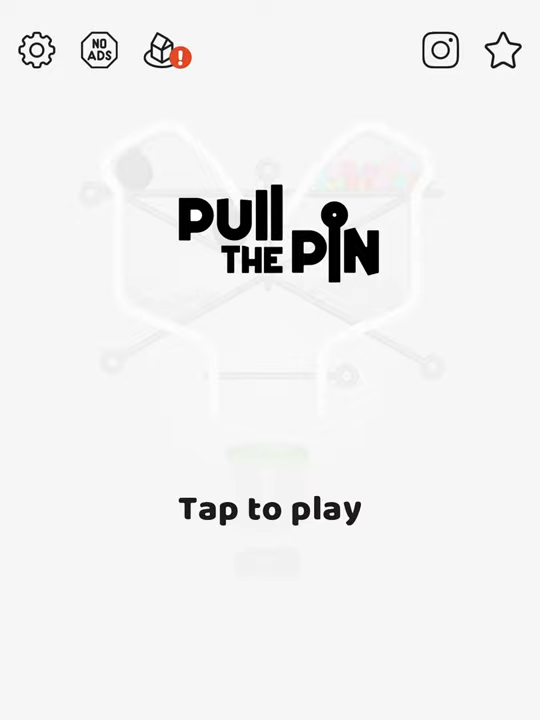 NO
ADS
!
Pull
THE PIN
Tap to play